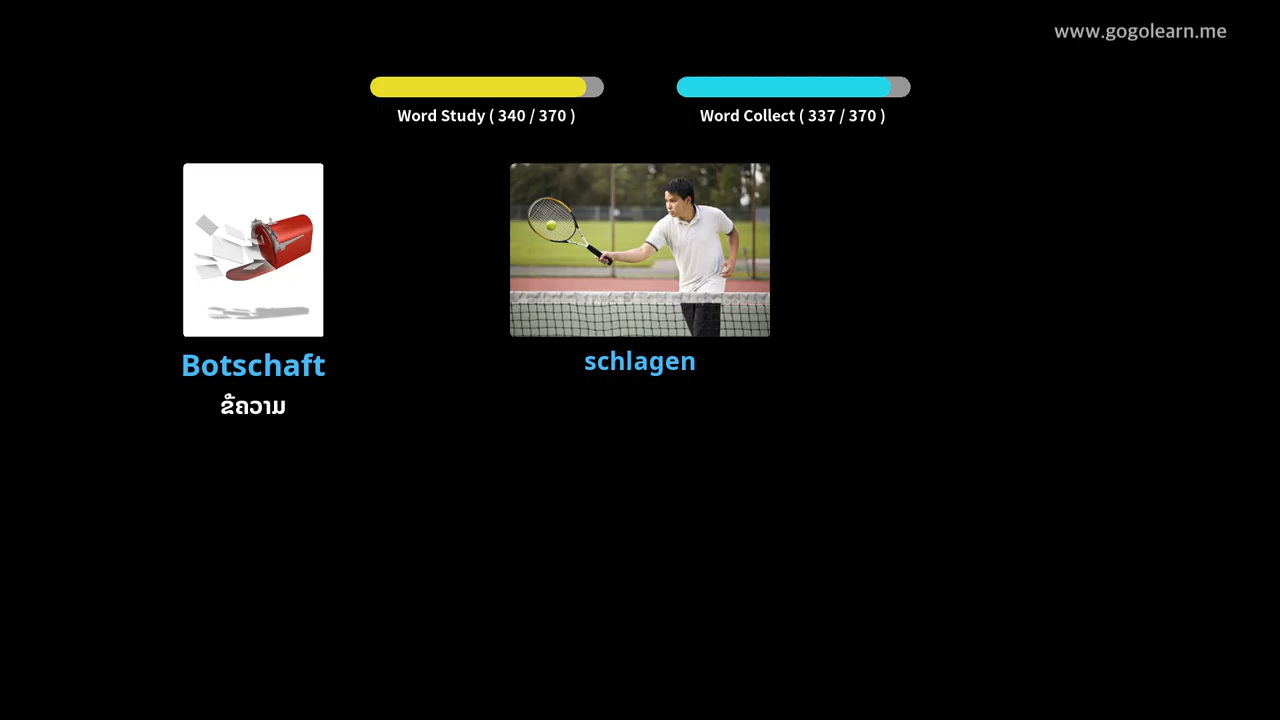 www.gogolearn.me
Word Study ( 340 / 370 )
Word Collect ( 337 / 370 )
Botschaft
ຂໍ້ຄວາມ
schlagen